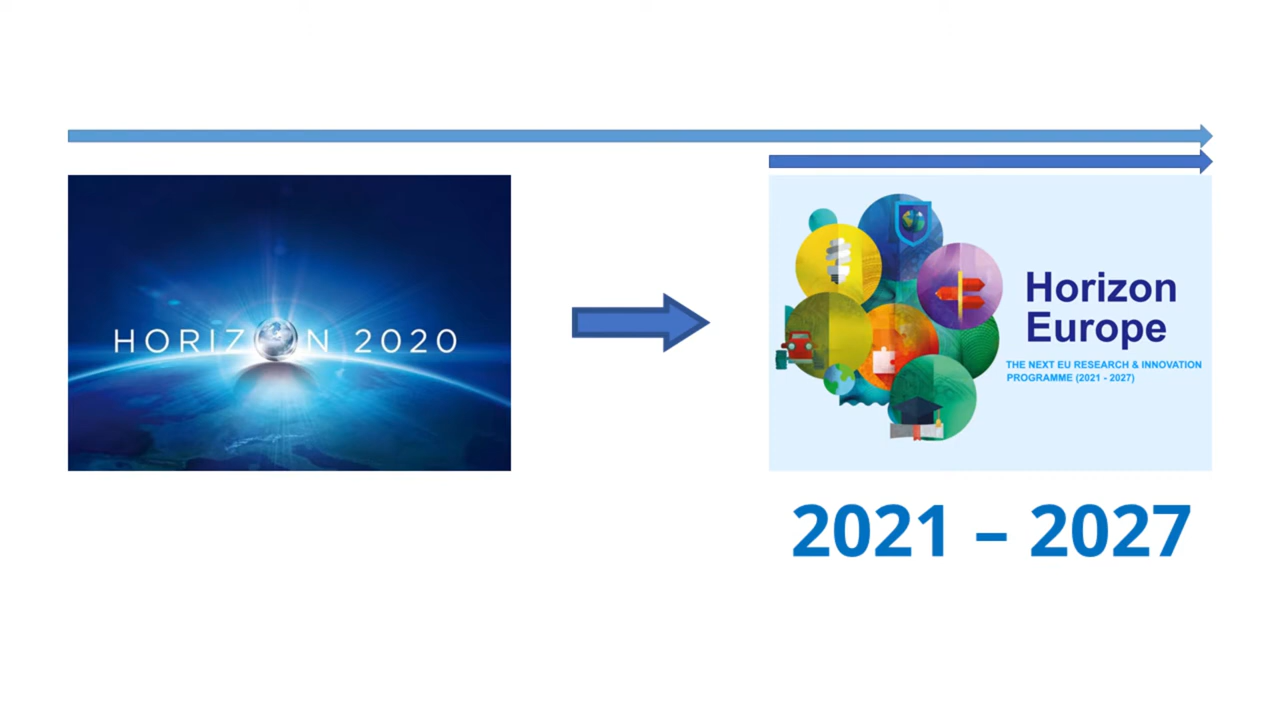 HORIZON 2020
Horizon
Europe
THE NEXT EU RESEARCH & INNOVATION
PROGRAMME (2021 - 2027)
2021 – 2027